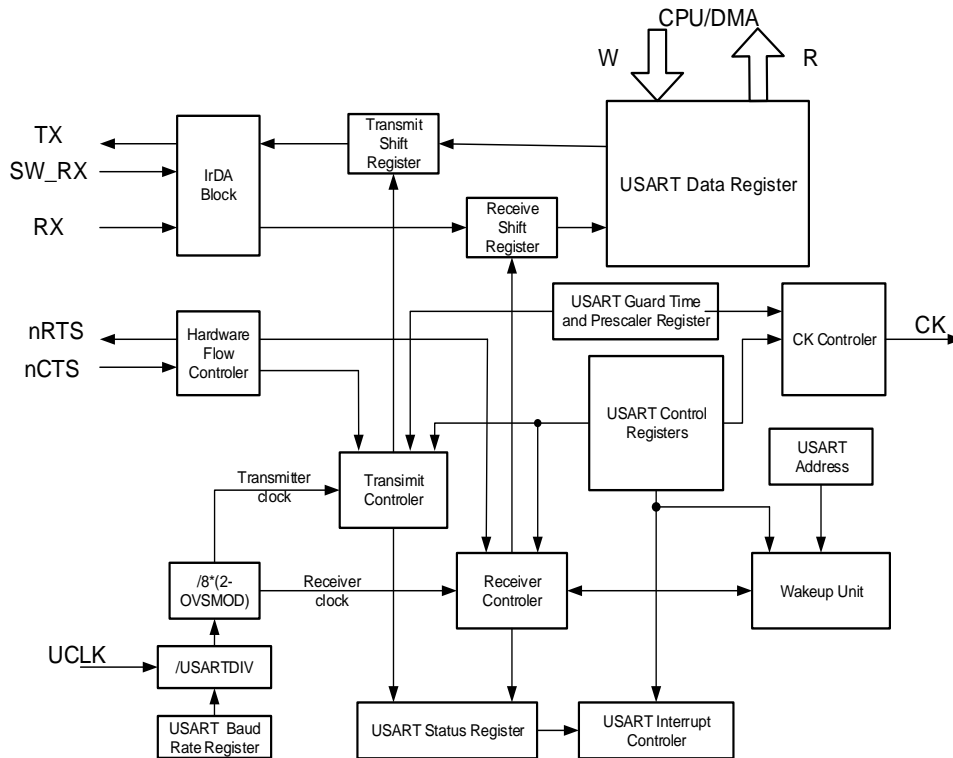 CPU/DMA
W
R
TX
SW_RX
RX
IrDA
Block
Transmit
Shift
Register
Receive
Shift
Register
USART Data Register
nRTS
nCTS
Hardware
Flow
Controler
USART Guard Time
and Prescaler Register
CK Controler
CK
USART Control
Registers
USART
Address
Transmitter
clock
Transimit
Controler
/8*(2-
OVSMOD)
Receiver
clock
Receiver
Controler
Wakeup Unit
UCLK
/USARTDIV
USART Baud
Rate Register
USART Status Register
USART Interrupt
Controler